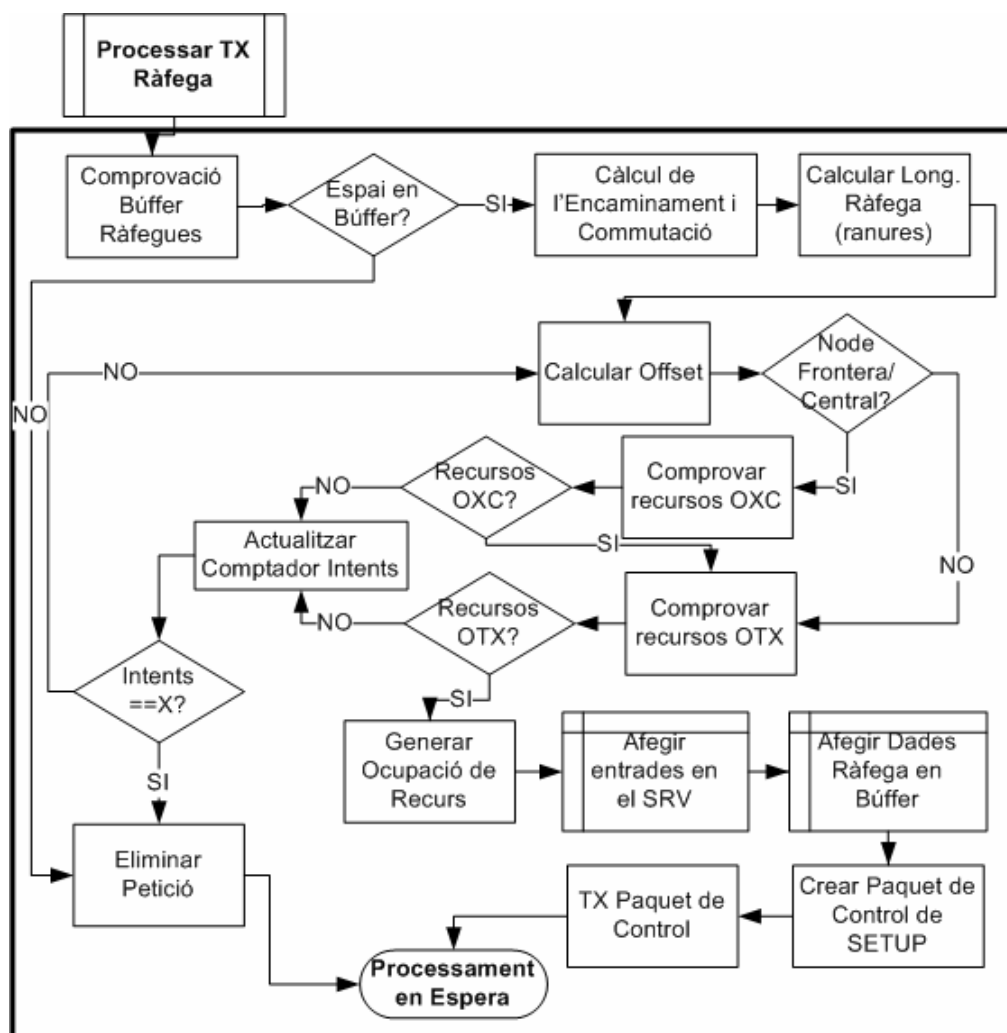 Processar TX
Ràfega
Comprovació
Búffer
Ràfegues
Espai en
Búffer?
SI
Càlcul de
l'Encaminament i
Commutació
Calcular Long.
Ràfega
(ranures)
NO
NO
Calcular Offset
Node
Frontera/
Central?
SI
NO
Comprovar
recursos OXC
Recursos
OXC?
NO
SI
Actualitzar
Comptador Intents
Comprovar
recursos OTX
Recursos
OTX?
NO
SI
Intents
==X?
SI
Generar
Ocupació de
Recurs
Afegir
entrades en
el SRV
Afegir Dades
Ràfega en
Búffer
Eliminar
Petició
TX Paquet de
Control
Crear Paquet de
Control de
SETUP
Processament
en Espera